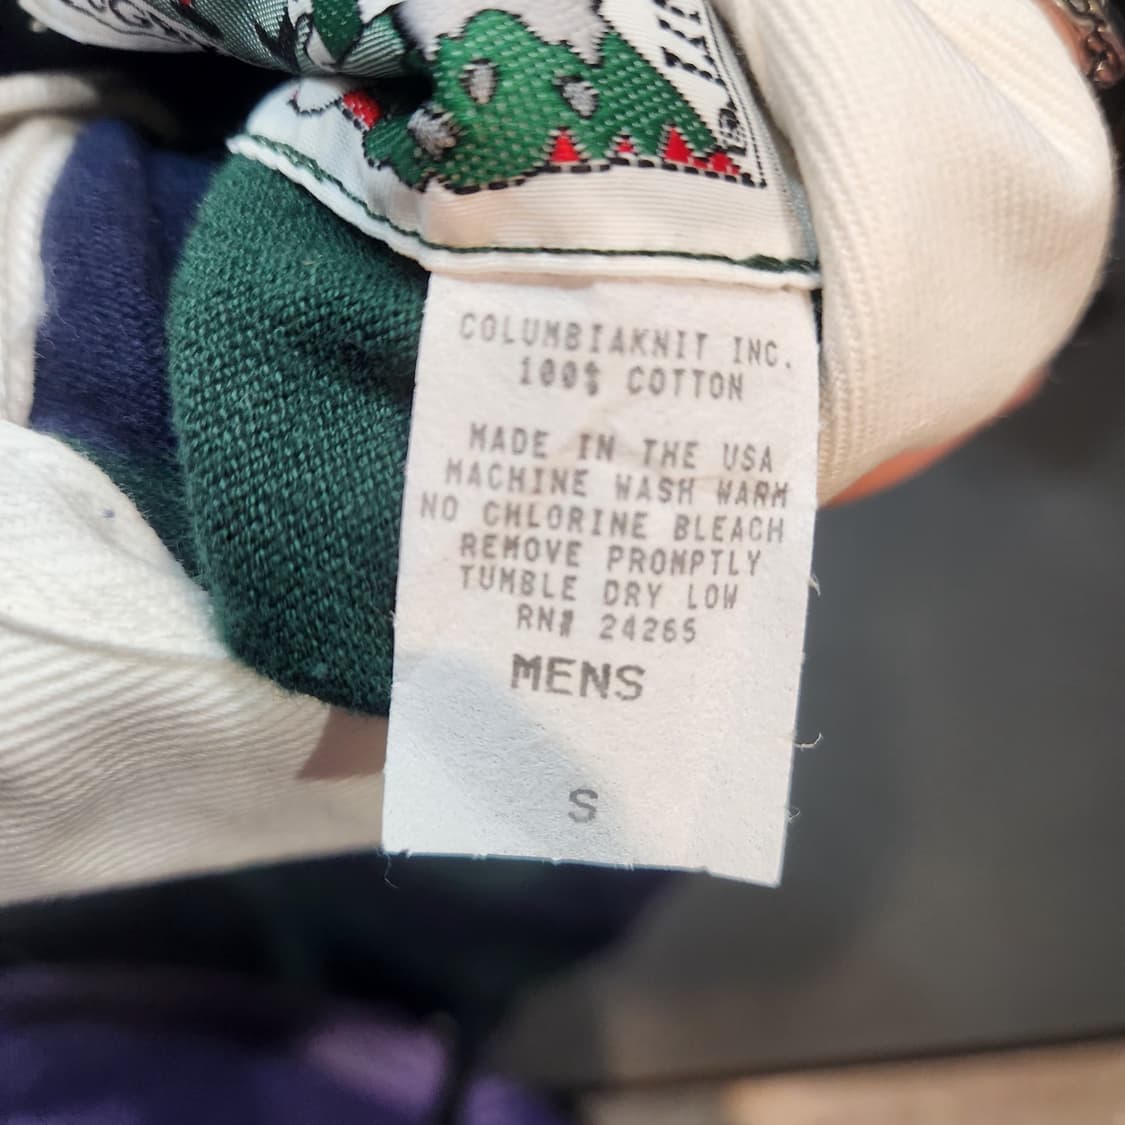 COLUMBIAKNIT INC.
100% COTTON
MADE IN THE USA
MACHINE WASH WARM
NO CHLORINE BLEACH
REMOVE PROMPTLY
TUMBLE DRY LOW
RN# 24265
MENS
S